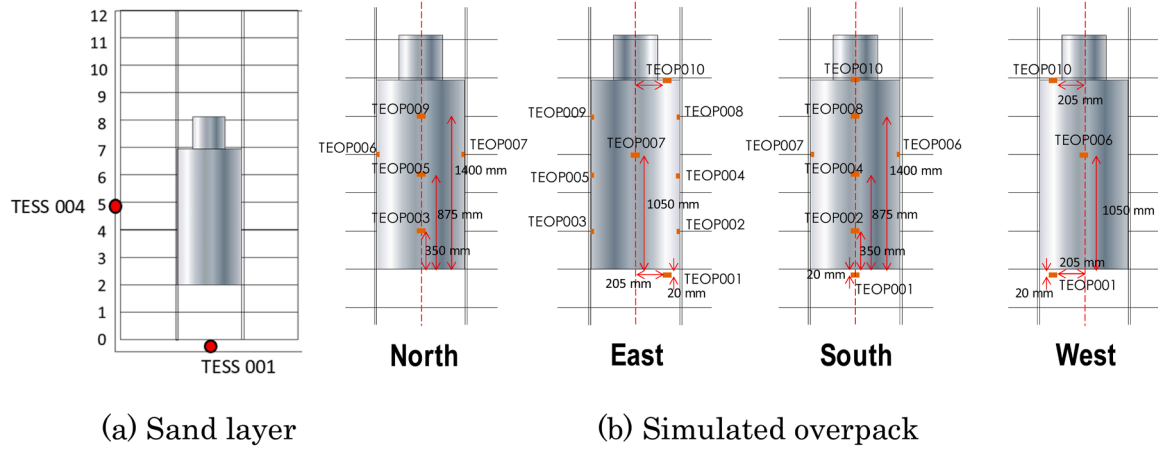 12
11
10
9
8
7
6
5
4
3
2
1
0
TESS 004
TESS 001
TEOP009
TEOP006
TEOP007
TEOP005
1400 mm
TEOP003
875 mm
350 mm
North
TEOP010
TEOP009
TEOP008
TEOP007
TEOP005
TEOP004
1050 mm
TEOP003
TEOP002
205 mm
TEOP001
20 mm
East
TEOP010
TEOP008
TEOP007
TEOP006
TEOP004
1400 mm
TEOP002
875 mm
350 mm
20 mm
TEOP001
South
TEOP010
205 mm
TEOP006
1050 mm
205 mm
TEOP001
20 mm
West
(a) Sand layer
(b) Simulated overpack